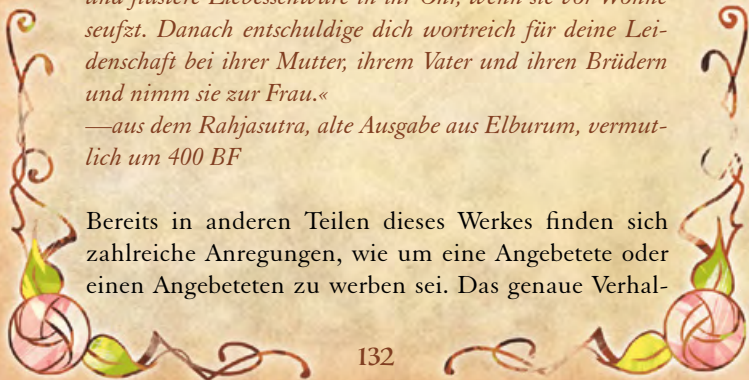 und flüstere Liebesschwüre in ihr Ohr, wenn sie vor Wonne
seufzt. Danach entschuldige dich wortreich für deine Lei-
denschaft bei ihrer Mutter, ihrem Vater und ihren Brüdern
und nimm sie zur Frau.«
—aus dem Rahjasutra, alte Ausgabe aus Elburum, vermut-
lich um 400 BF
Bereits in anderen Teilen dieses Werkes finden sich
zahlreiche Anregungen, wie um eine Angebetete oder
einen Angebeteten zu werben sei. Das genaue Verhal-
132